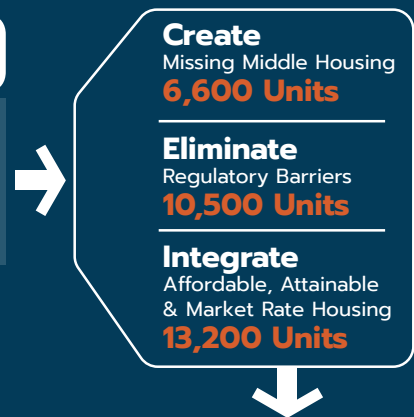 Create
Missing Middle Housing
6,600 Units
Eliminate
Regulatory Barriers
10,500 Units
Integrate
Affordable, Attainable
& Market Rate Housing
13,200 Units